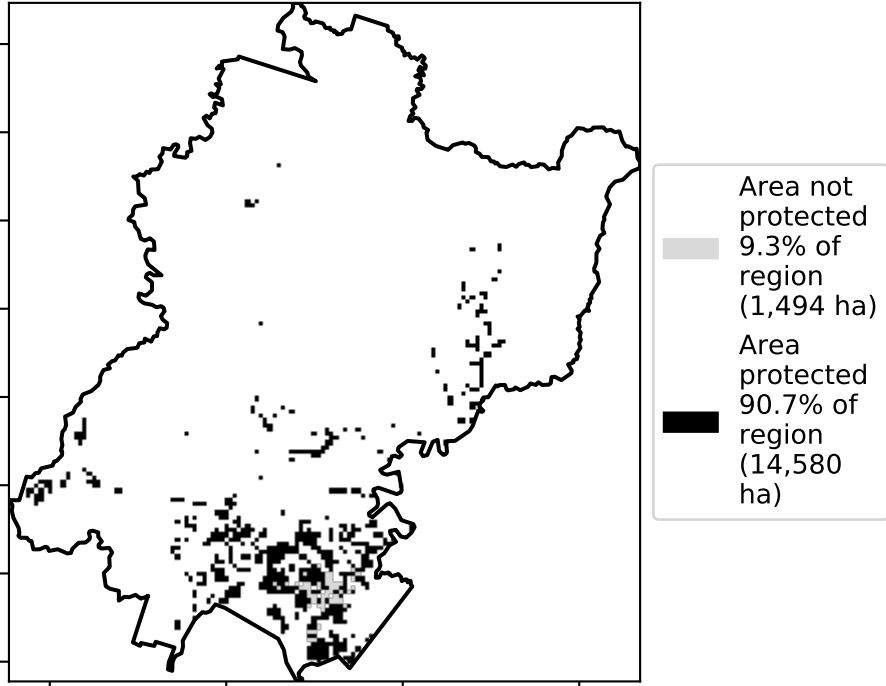 Area not
protected
9.3% of
region
(1,494 ha)
Area
protected
90.7% of
region
(14,580
ha)